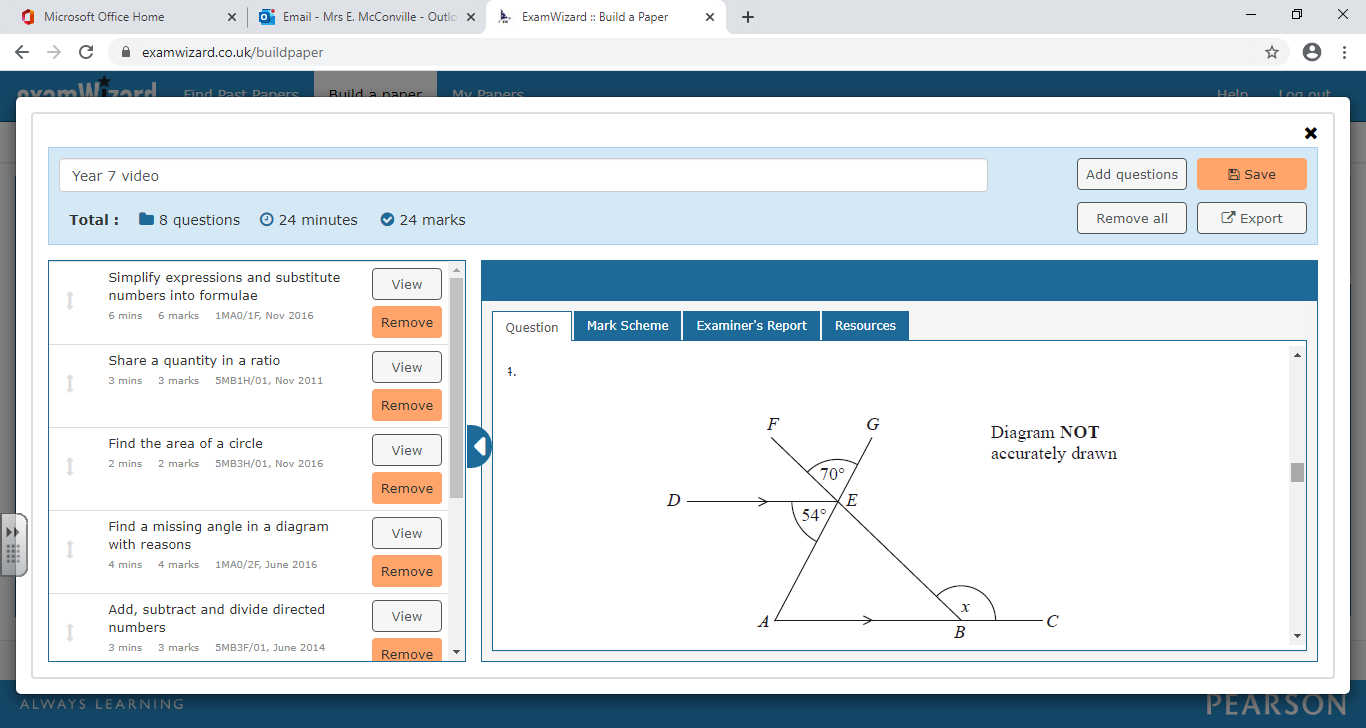 Microsoft Office Home
Email - Mrs E. McConville - Outlo
ExamWizard :: Build a Paper
examwizard.co.uk/buildpaper
examWizard
Find Past Papers
Build a paper
My Papers
Help
Log out
Year 7 video
Add questions
Save
Total :
8 questions
24 minutes
24 marks
Remove all
Export
Simplify expressions and substitute
numbers into formulae
6 mins 6 marks 1MA0/1F, Nov 2016
View
Remove
Share a quantity in a ratio
3 mins 3 marks 5MB1H/01, Nov 2011
View
Remove
Find the area of a circle
2 mins 2 marks 5MB3H/01, Nov 2016
View
Remove
Find a missing angle in a diagram
with reasons
4 mins 4 marks 1MA0/2F, June 2016
View
Remove
Add, subtract and divide directed
numbers
3 mins 3 marks 5MB3F/01, June 2014
View
Remove
Question
Mark Scheme
Examiner's Report
Resources
4.
F
G
Diagram NOT
accurately drawn
70°
D
E
54°
A
x
B
C
ALWAYS LEARNING
PEARSON